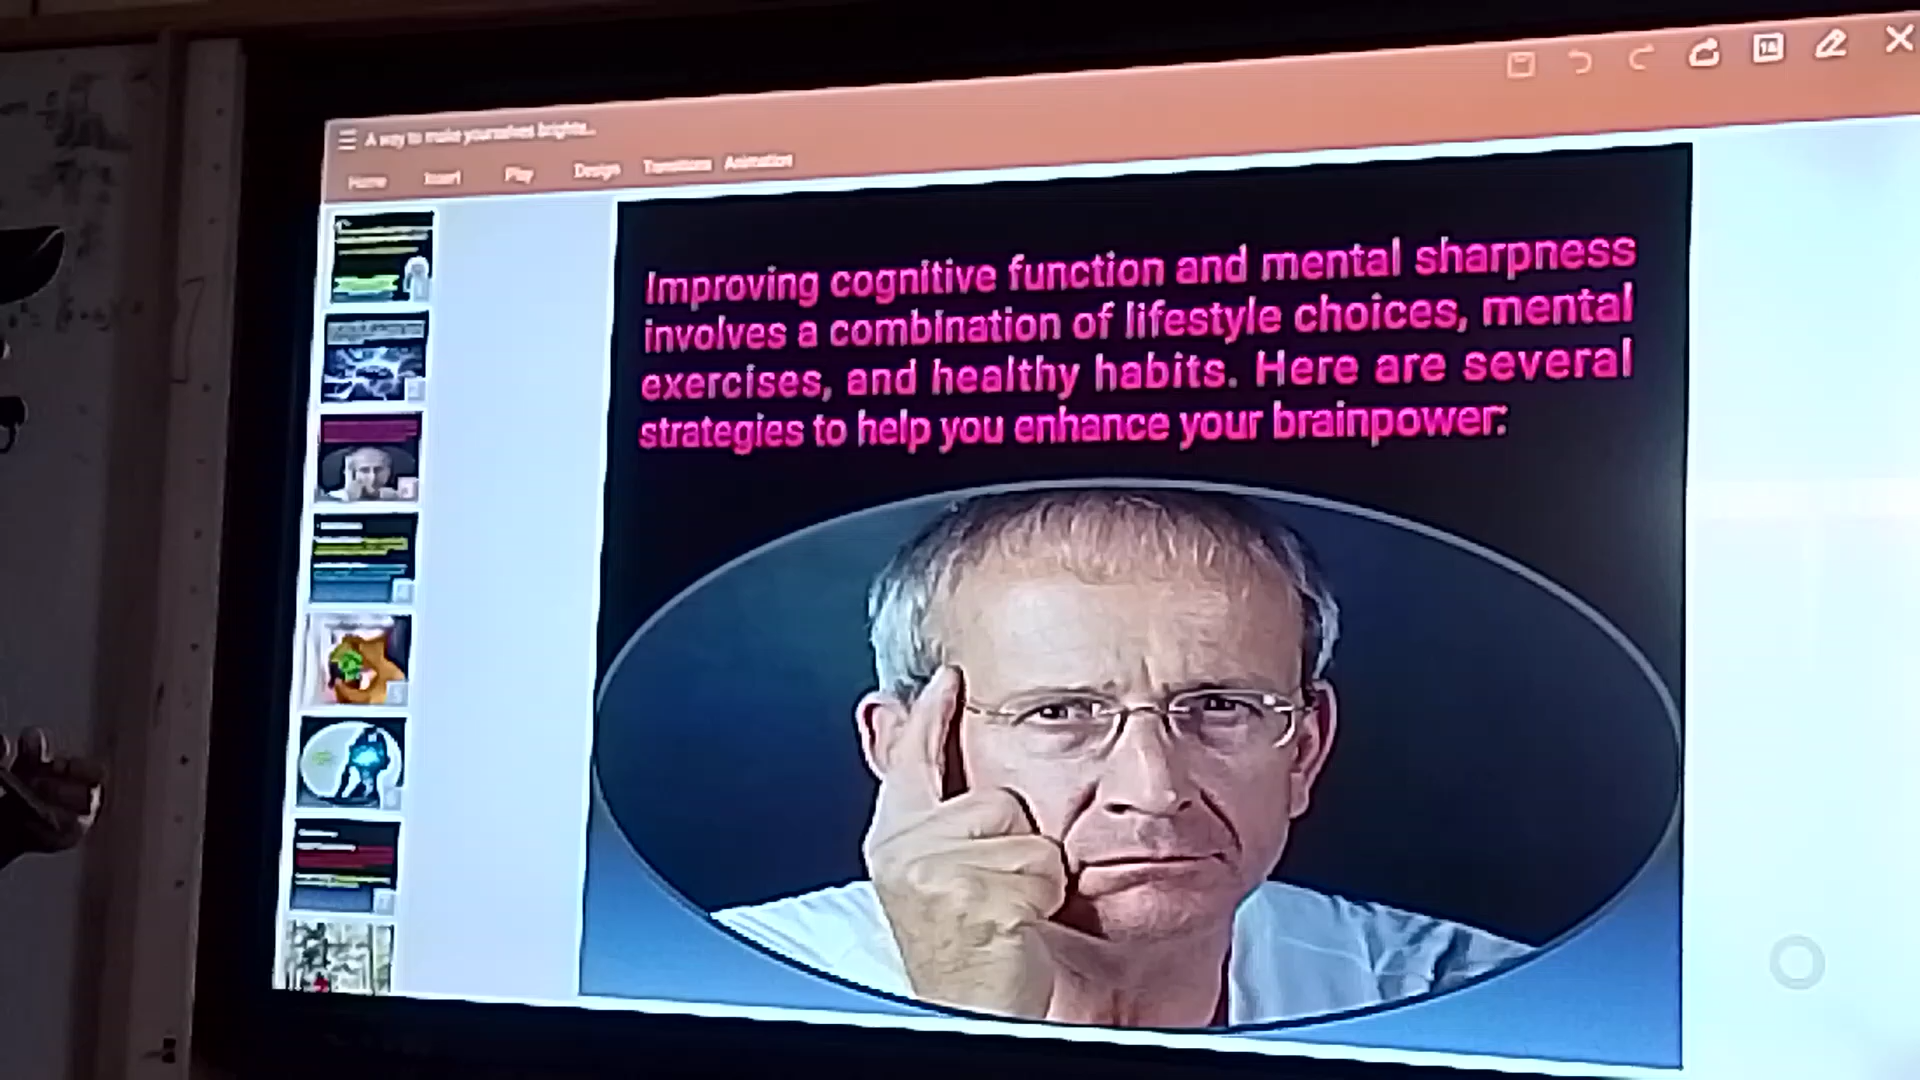 A way to make yourselves brighte...
Home Insert Play Design Transitions Animation
Improving cognitive function and mental sharpness
involves a combination of lifestyle choices, mental
exercises, and healthy habits. Here are several
strategies to help you enhance your brainpower: